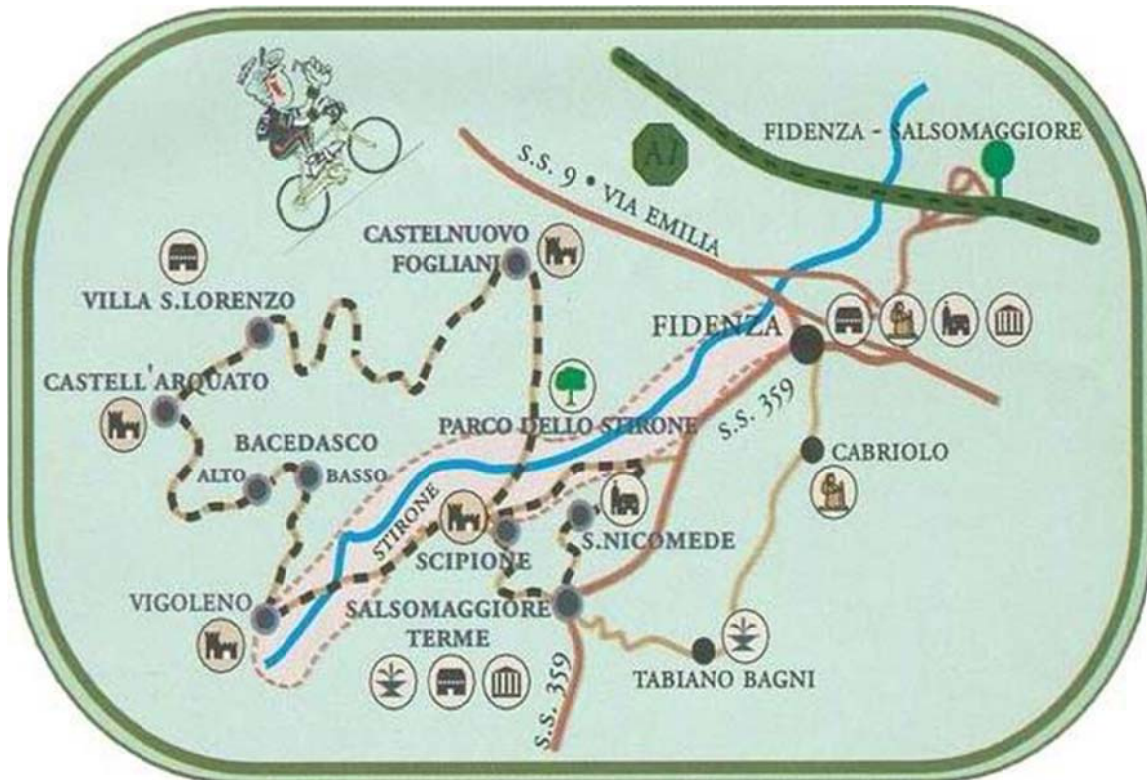 FIDENZA - SALSOMAGGIORE
A1
S.S. 9 • VIA EMILIA
CASTELNUOVO
FOGLIANI
VILLA S.LORENZO
FIDENZA
CASTELL'ARQUATO
S.S. 359
PARCO DELLO STIRONE
BACEDASCO
ALTO
BASSO
CABRIOLO
STIRONE
SCIPIONE
S.NICOMEDE
VIGOLENO
SALSOMAGGIORE
TERME
TABIANO BAGNI
S.S. 359